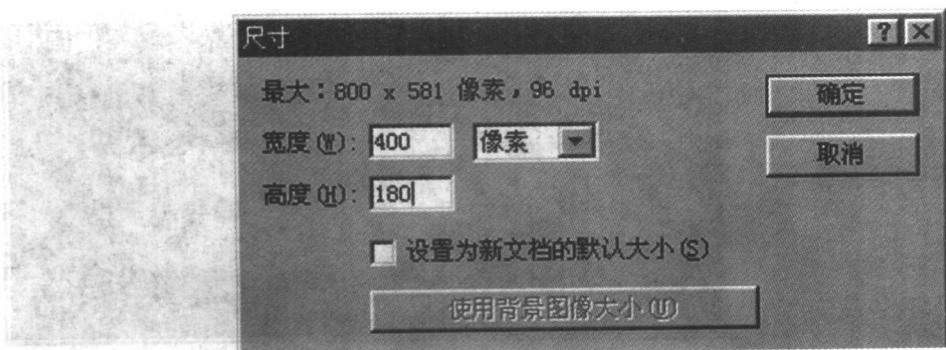 尺寸
最大：800 x 581 像素，96 dpi
确定
宽度(W): 400 像素
取消
高度(H): 180
设置为新文档的默认大小(S)
使用背景图像大小(U)